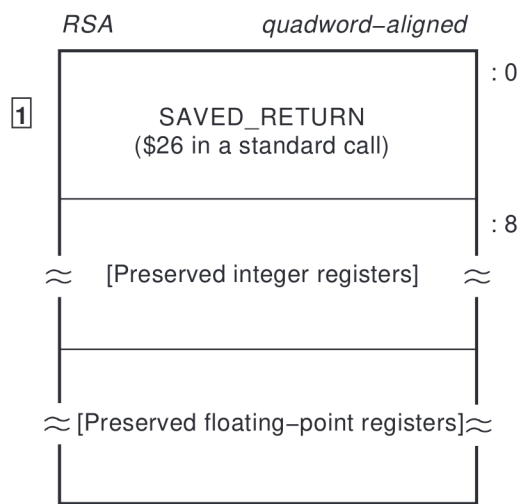 RSA quadword–aligned
: 0
1
SAVED_RETURN
($26 in a standard call)
: 8
[Preserved integer registers]
[Preserved floating–point registers]